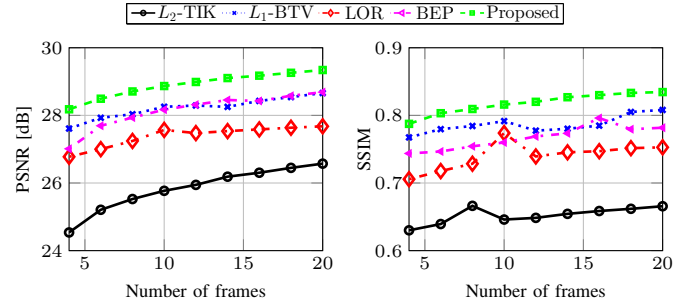 L₂-TIK L₁-BTV LOR BEP Proposed
PSNR [dB]
30
28
26
24
5 10 15 20
Number of frames
SSIM
0.9
0.8
0.7
0.6
5 10 15 20
Number of frames